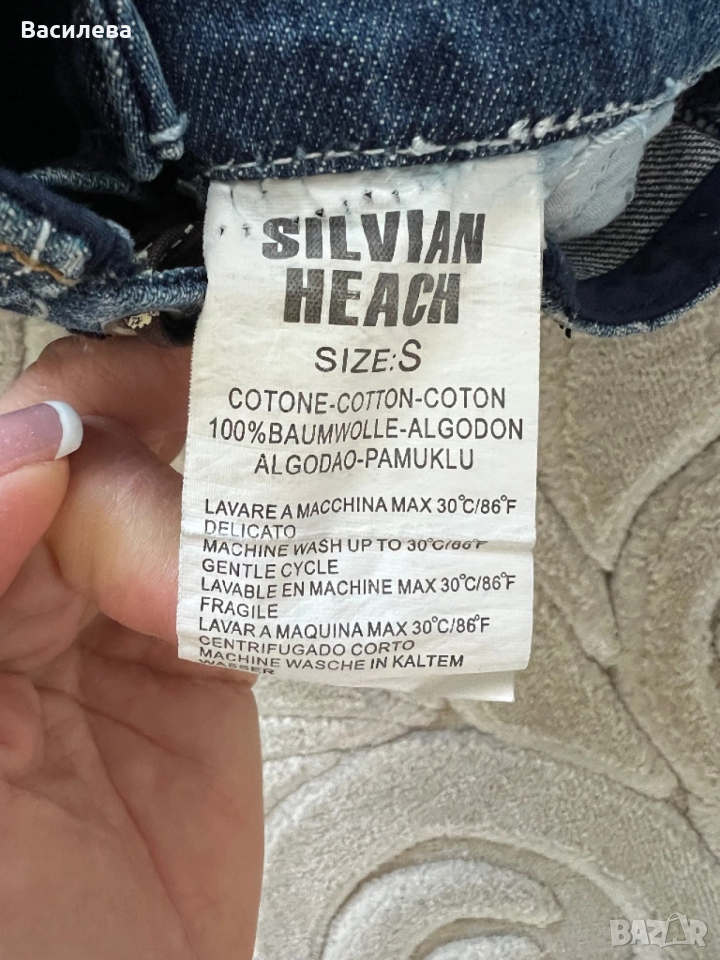 Василева
SILVIAN
HEACH
SIZE:S
COTONE-COTTON-COTON
100%BAUMWOLLE-ALGODON
ALGODAO-PAMUKLU
LAVARE A MACCHINA MAX 30°C/86°F
DELICATO
MACHINE WASH UP TO 30°C/86°F
GENTLE CYCLE
LAVABLE EN MACHINE MAX 30°C/86°F
FRAGILE
LAVAR A MAQUINA MAX 30°C/86°F
CENTRIFUGADO CORTO
MACHINE WASCHE IN KALTEM
WASSER
BAZAR